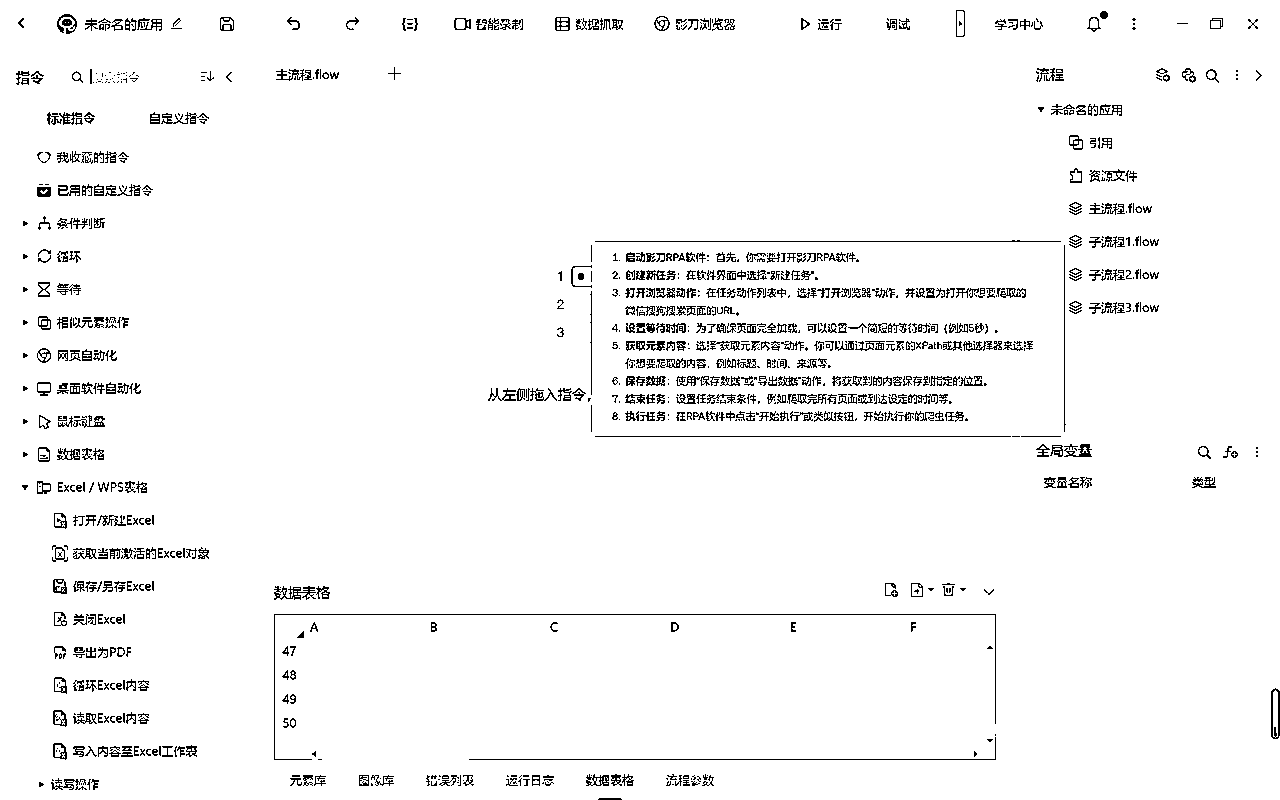 未命名的应用
智能录制
数据抓取
影刀浏览器
运行
调试
学习中心
指令
搜索指令
主流程.flow
流程
标准指令
自定义指令
未命名的应用
我收藏的指令
引用
已用的自定义指令
资源文件
条件判断
主流程.flow
循环
子流程1.flow
等待
子流程2.flow
相似元素操作
子流程3.flow
网页自动化
桌面软件自动化
鼠标键盘
数据表格
Excel / WPS表格
打开/新建Excel
获取当前激活的Excel对象
保存/另存Excel
关闭Excel
导出为PDF
循环Excel内容
读取Excel内容
写入内容至Excel工作表
读写操作
1
2
3
从左侧拖入指令,
1. 启动影刀RPA软件：首先，你需要打开影刀RPA软件。
2. 创建新任务：在软件界面中选择“新建任务”。
3. 打开浏览器动作：在任务动作列表中，选择“打开浏览器”动作，并设置为打开你想要爬取的
微信搜狗搜索页面的URL。
4. 设置等待时间：为了确保页面完全加载，可以设置一个简短的等待时间（例如5秒）。
5. 获取元素内容：选择“获取元素内容”动作。你可以通过页面元素的XPath或其他选择器来选择
你想要爬取的内容，例如标题、时间、来源等。
6. 保存数据：使用“保存数据”或“导出数据”动作，将获取到的内容保存到指定的位置。
7. 结束任务：设置任务结束条件，例如爬取完所有页面或到达设定的时间等。
8. 执行任务：在RPA软件中点击“开始执行”或类似按钮，开始执行你的爬虫任务。
全局变量
变量名称
类型
数据表格
A B C D E F
47
48
49
50
元素库
图像库
错误列表
运行日志
数据表格
流程参数